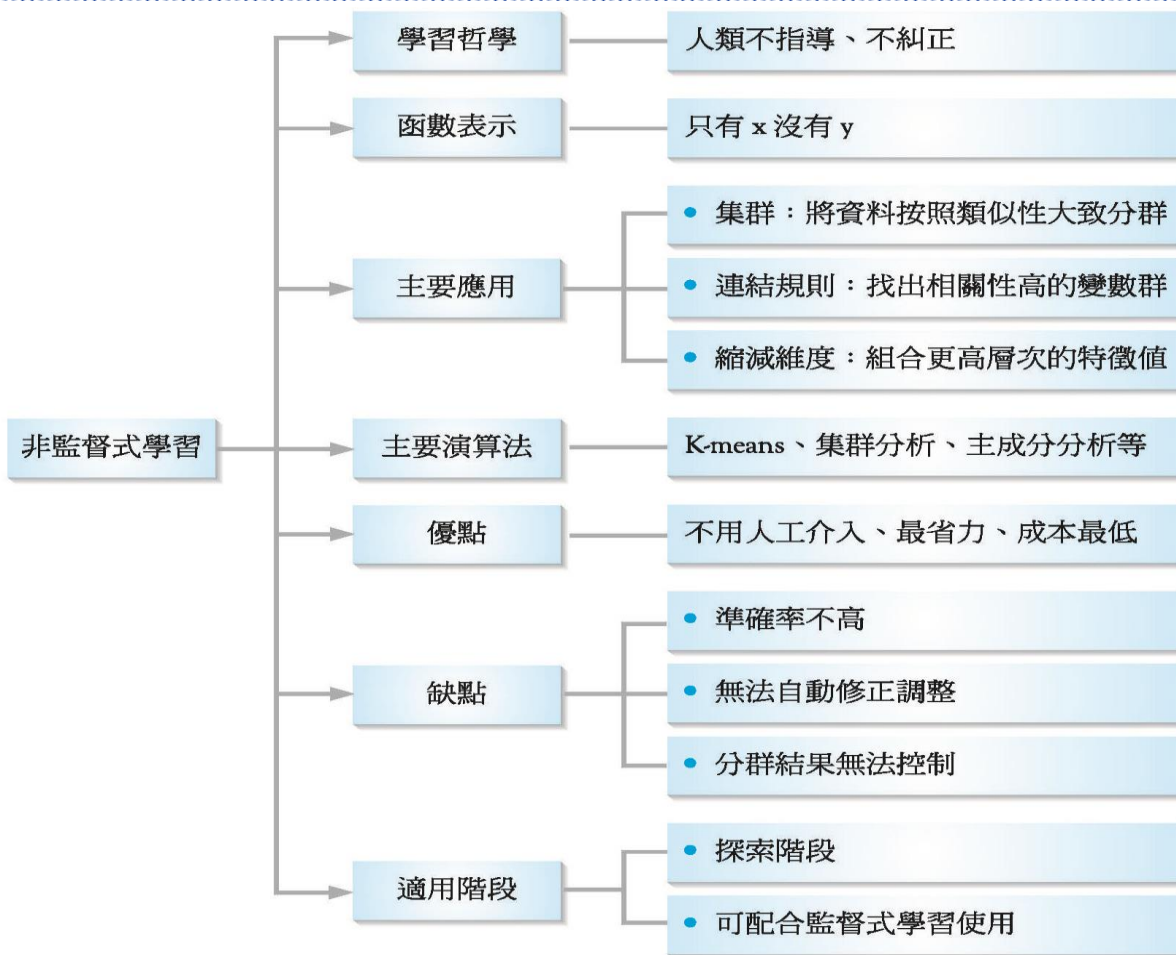 學習哲學
人類不指導、不糾正
函數表示
只有 x 沒有 y
主要應用
• 集群：將資料按照類似性大致分群
• 連結規則：找出相關性高的變數群
• 縮減維度：組合更高層次的特徵值
非監督式學習
主要演算法
K-means、集群分析、主成分分析等
優點
不用人工介入、最省力、成本最低
缺點
• 準確率不高
• 無法自動修正調整
• 分群結果無法控制
適用階段
• 探索階段
• 可配合監督式學習使用